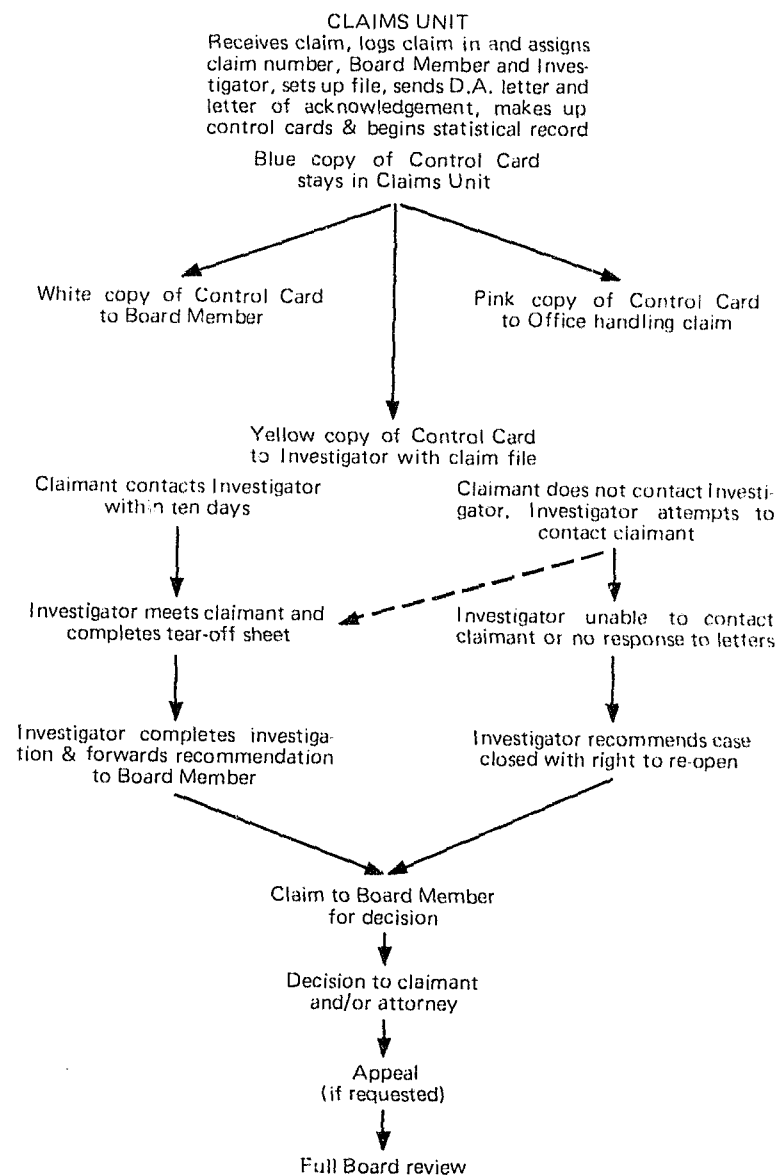 CLAIMS UNIT
Receives claim, logs claim in and assigns
claim number, Board Member and Inves-
tigator, sets up file, sends D.A. letter and
letter of acknowledgement, makes up
control cards & begins statistical record
Blue copy of Control Card
stays in Claims Unit
White copy of Control Card
to Board Member
Pink copy of Control Card
to Office handling claim
Yellow copy of Control Card
to Investigator with claim file
Claimant contacts Investigator
within ten days
Claimant does not contact Investi-
gator. Investigator attempts to
contact claimant
Investigator meets claimant and
completes tear-off sheet
Investigator unable to contact
claimant or no response to letters
Investigator completes investiga-
tion & forwards recommendation
to Board Member
Investigator recommends case
closed with right to re-open
Claim to Board Member
for decision
Decision to claimant
and/or attorney
Appeal
(if requested)
Full Board review